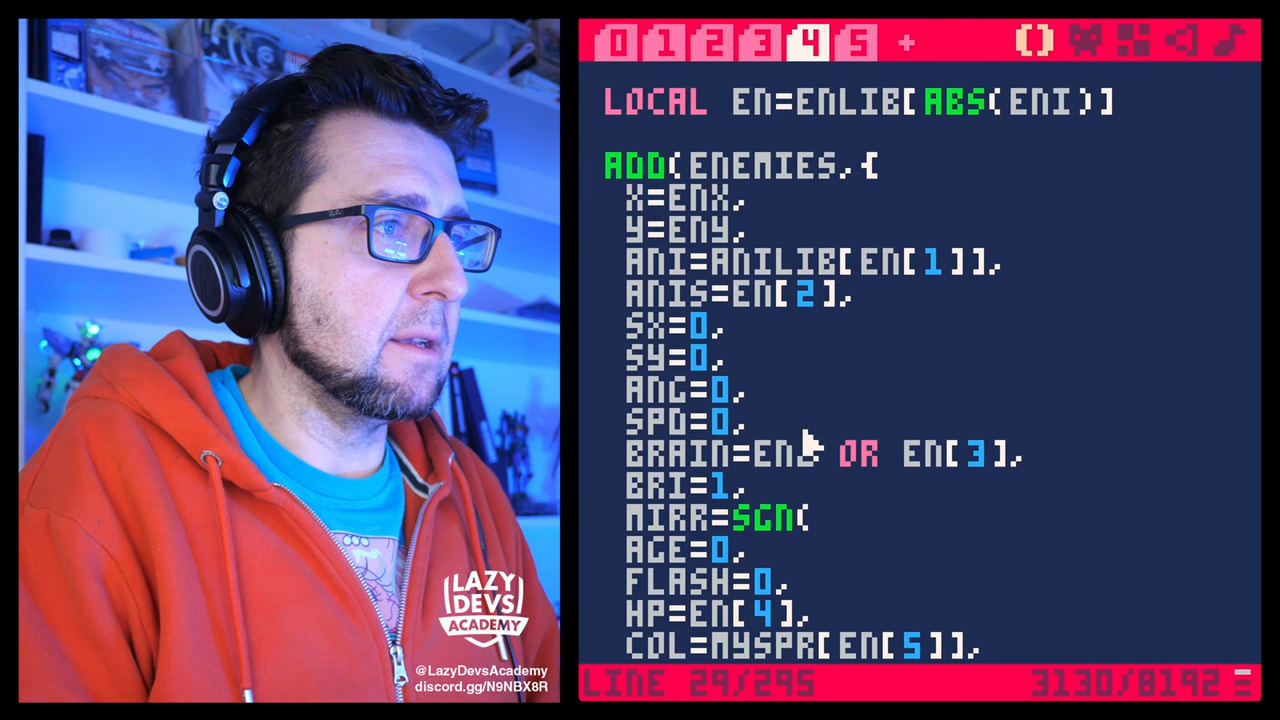 0 1 2 3 4 5 +
LOCAL EN=ENLIB[ABS(ENI)]
ADD(ENEMIES,{
X=ENX,
Y=ENY,
ANI=ANILIB[EN[1]],
ANIS=EN[2],
SX=0,
SY=0,
ANG=0,
SPD=0,
OR EN[3],
BRI=1,
MIRR=SGN(
AGE=0,
FLASH=0,
HP=EN[4],
COL=MYSPR[EN[5]],
LINE 29/295 3130/8192
LAZY
DEVS
ACADEMY
@LazyDevsAcademy
discord.gg/N9NBX8R